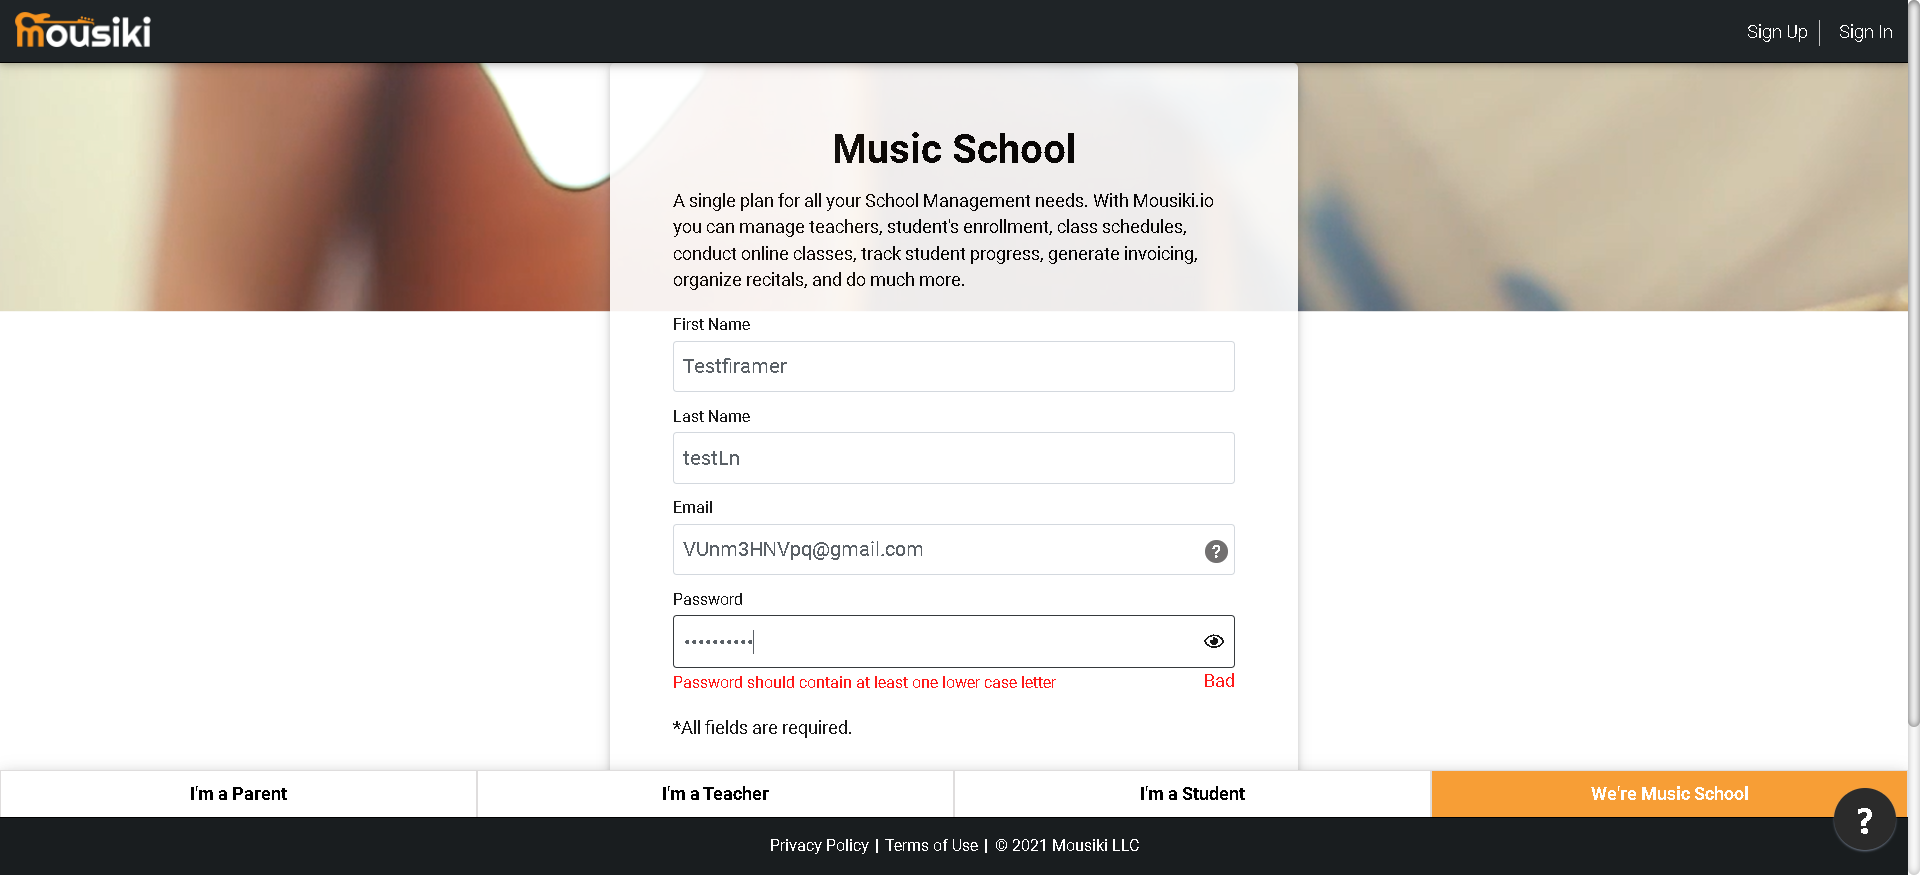 mousiki
Sign Up
Sign In
Music School
A single plan for all your School Management needs. With Mousiki.io
you can manage teachers, student's enrollment, class schedules,
conduct online classes, track student progress, generate invoicing,
organize recitals, and do much more.
First Name
Testfiramer
Last Name
testLn
Email
VUnm3HNVpq@gmail.com
?
Password
••••••••••
Password should contain at least one lower case letter
Bad
*All fields are required.
I'm a Parent
I'm a Teacher
I'm a Student
We're Music School
?
Privacy Policy | Terms of Use | © 2021 Mousiki LLC